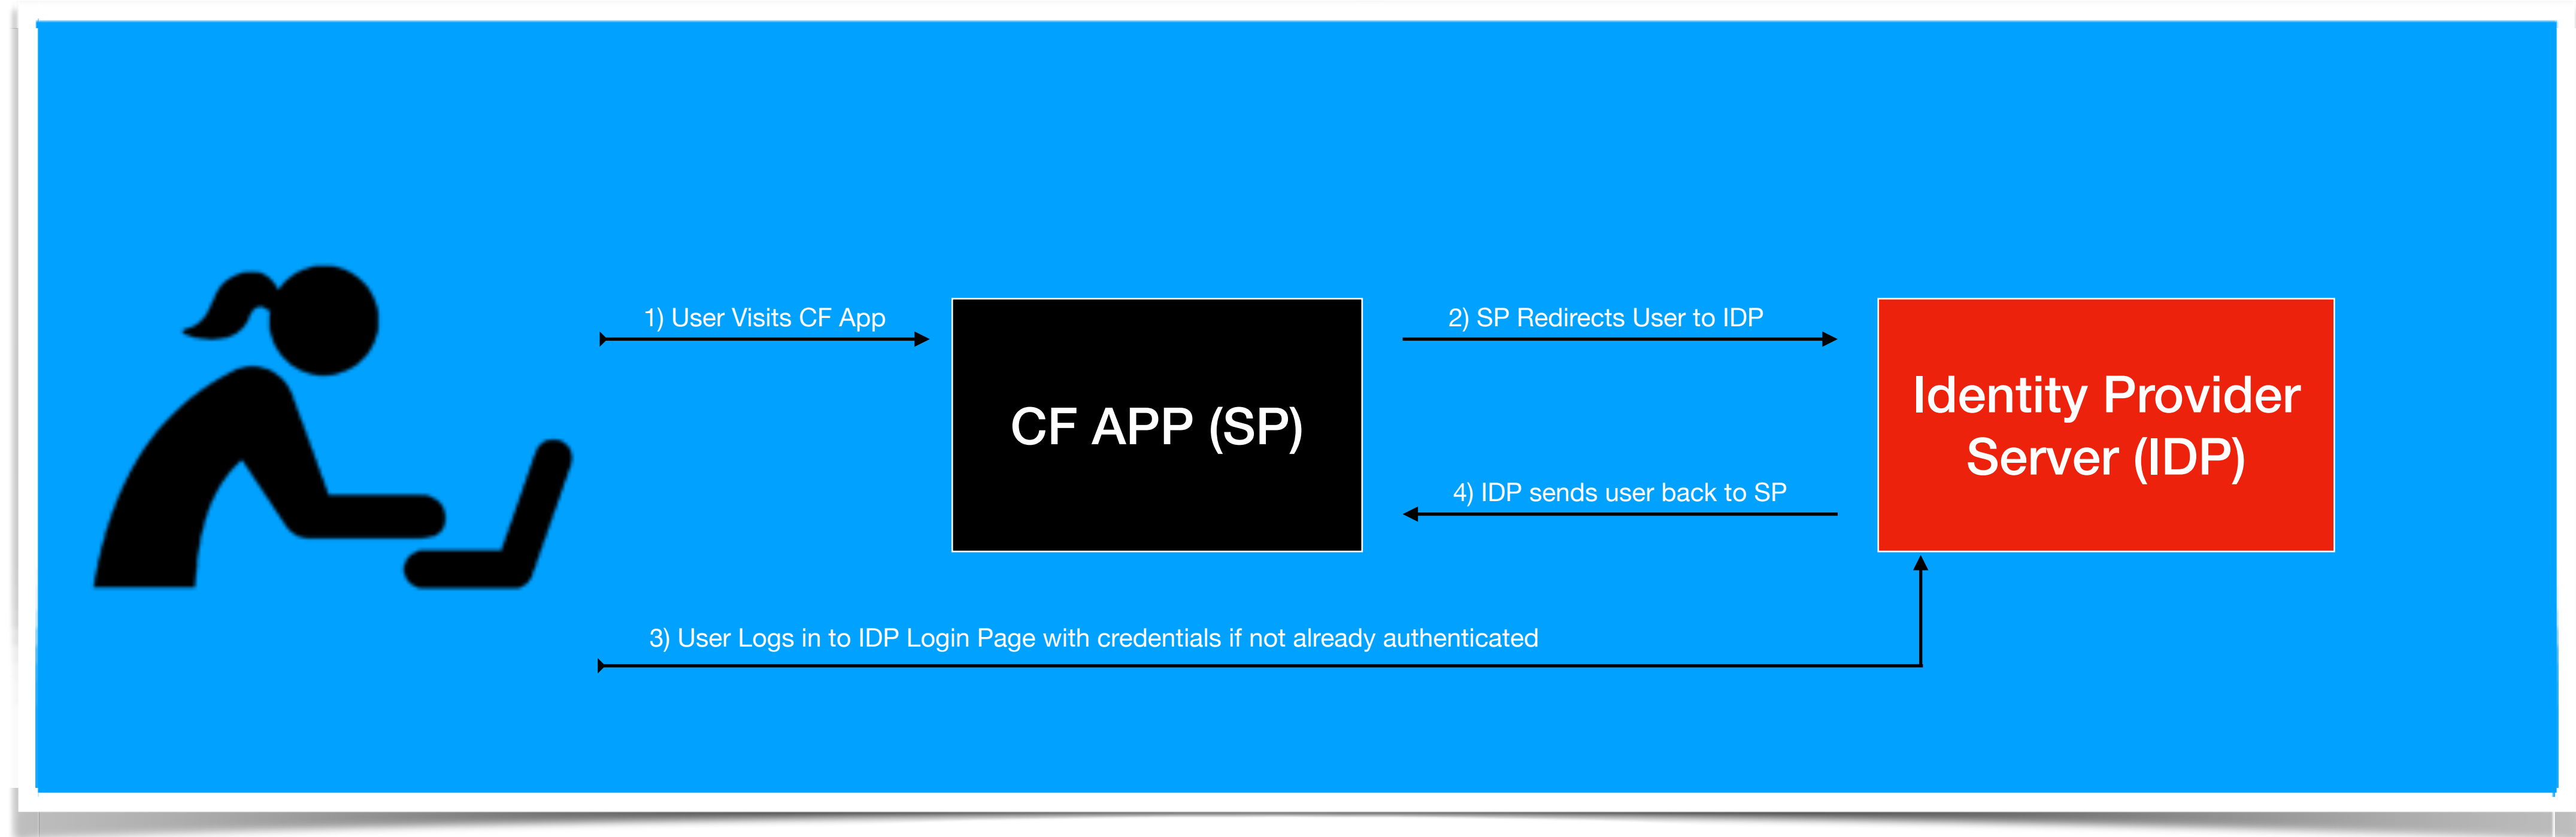 1) User Visits CF App
2) SP Redirects User to IDP
CF APP (SP)
Identity Provider
Server (IDP)
4) IDP sends user back to SP
3) User Logs in to IDP Login Page with credentials if not already authenticated